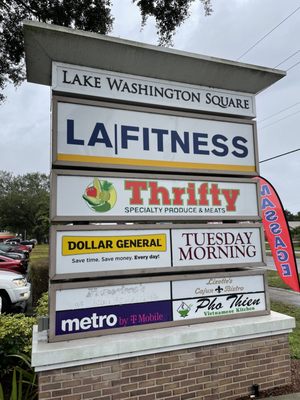 LAKE WASHINGTON SQUARE
LA FITNESS
Thrifty
SPECIALTY PRODUCE & MEATS
DOLLAR GENERAL
Save time. Save money. Every day!
TUESDAY
MORNING
metro by T Mobile
Cajun Bistro
Pho Thien
Vietnamese Kitchen
MASSAGE